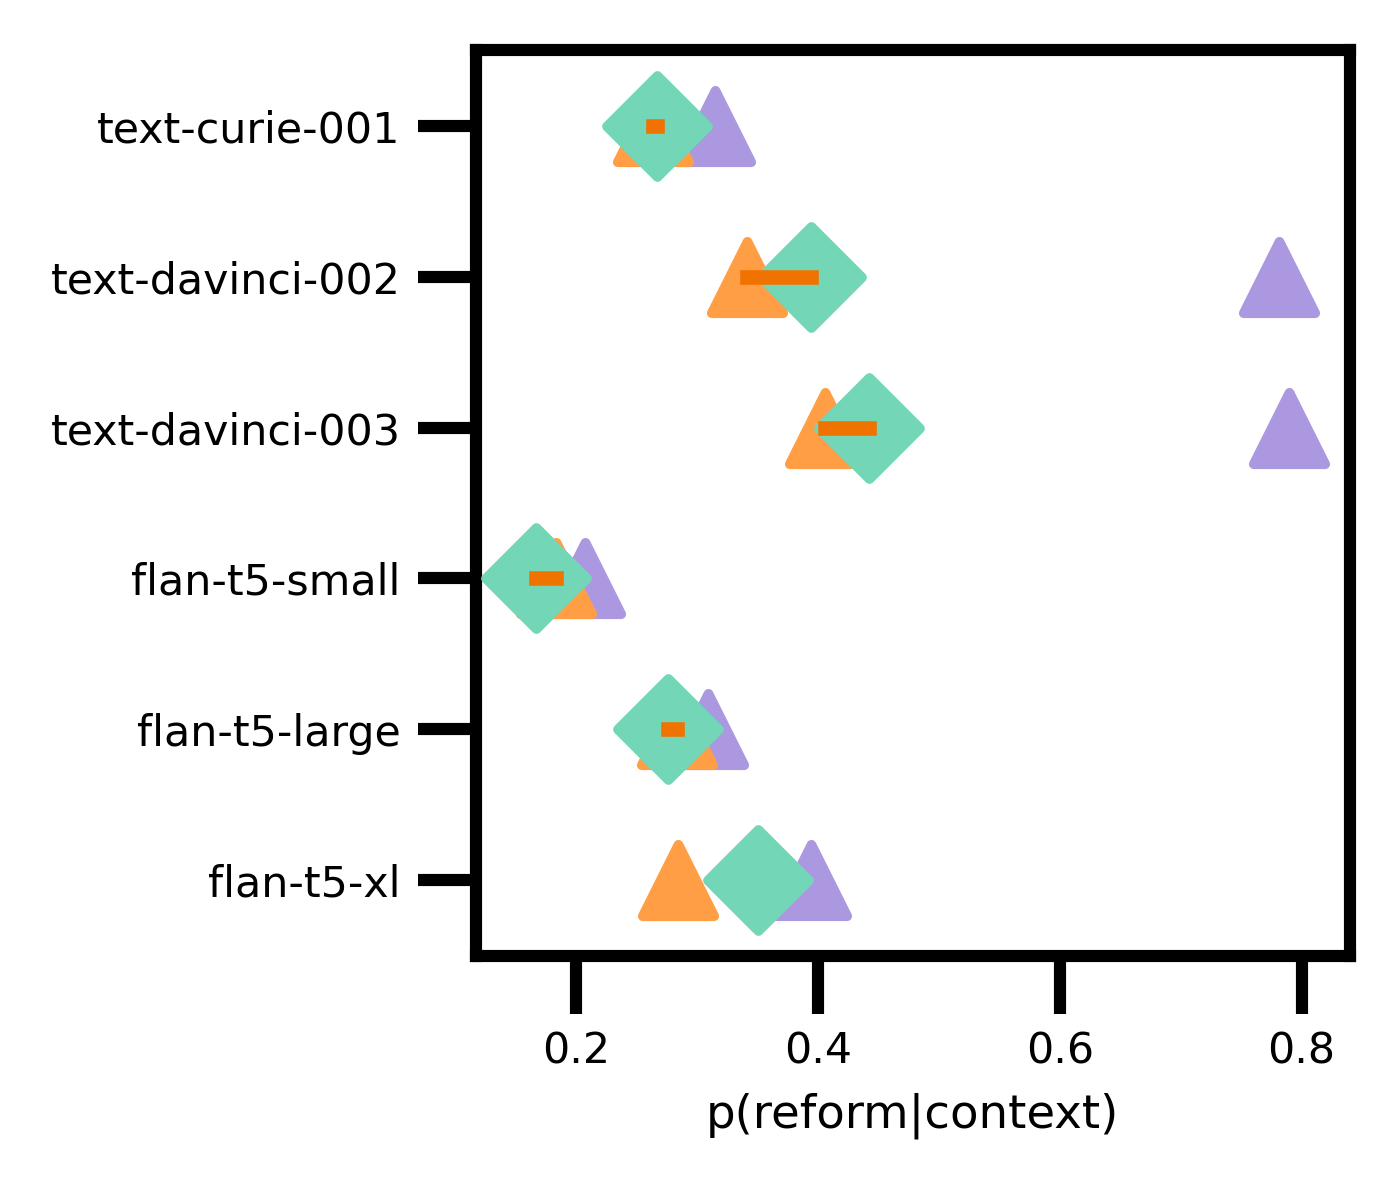 text-curie-001
text-davinci-002
text-davinci-003
flan-t5-small
flan-t5-large
flan-t5-xl
0.2 0.4 0.6 0.8
p(reform|context)